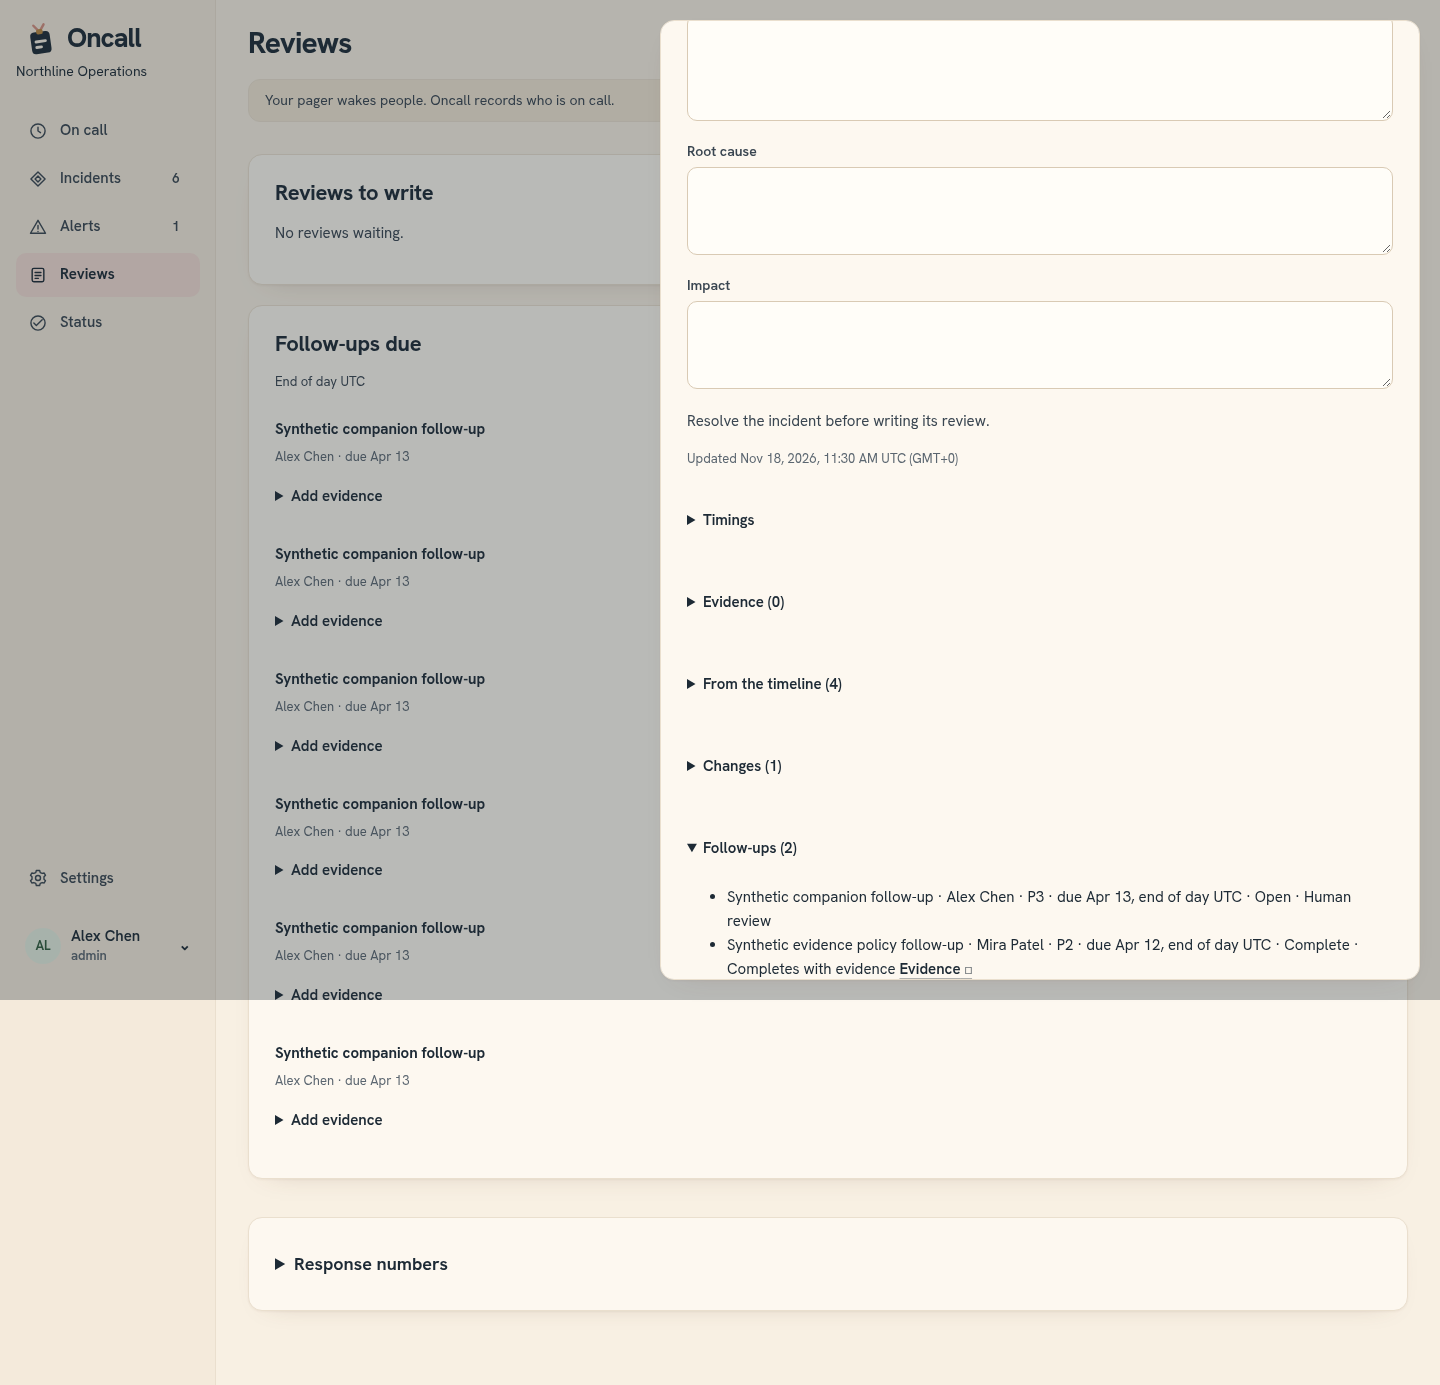 Oncall
Northline Operations
On call
Incidents 6
Alerts 1
Reviews
Status
Settings
AL
Alex Chen
admin
Reviews
Your pager wakes people. Oncall records who is on call.
Reviews to write
No reviews waiting.
Follow-ups due
End of day UTC
Synthetic companion follow-up
Alex Chen · due Apr 13
Add evidence
Synthetic companion follow-up
Alex Chen · due Apr 13
Add evidence
Synthetic companion follow-up
Alex Chen · due Apr 13
Add evidence
Synthetic companion follow-up
Alex Chen · due Apr 13
Add evidence
Synthetic companion follow-up
Alex Chen · due Apr 13
Add evidence
Synthetic companion follow-up
Alex Chen · due Apr 13
Add evidence
Response numbers
Root cause
Impact
Resolve the incident before writing its review.
Updated Nov 18, 2026, 11:30 AM UTC (GMT+0)
Timings
Evidence (0)
From the timeline (4)
Changes (1)
Follow-ups (2)
Synthetic companion follow-up · Alex Chen · P3 · due Apr 13, end of day UTC · Open · Human
review
Synthetic evidence policy follow-up · Mira Patel · P2 · due Apr 12, end of day UTC · Complete ·
Completes with evidence Evidence